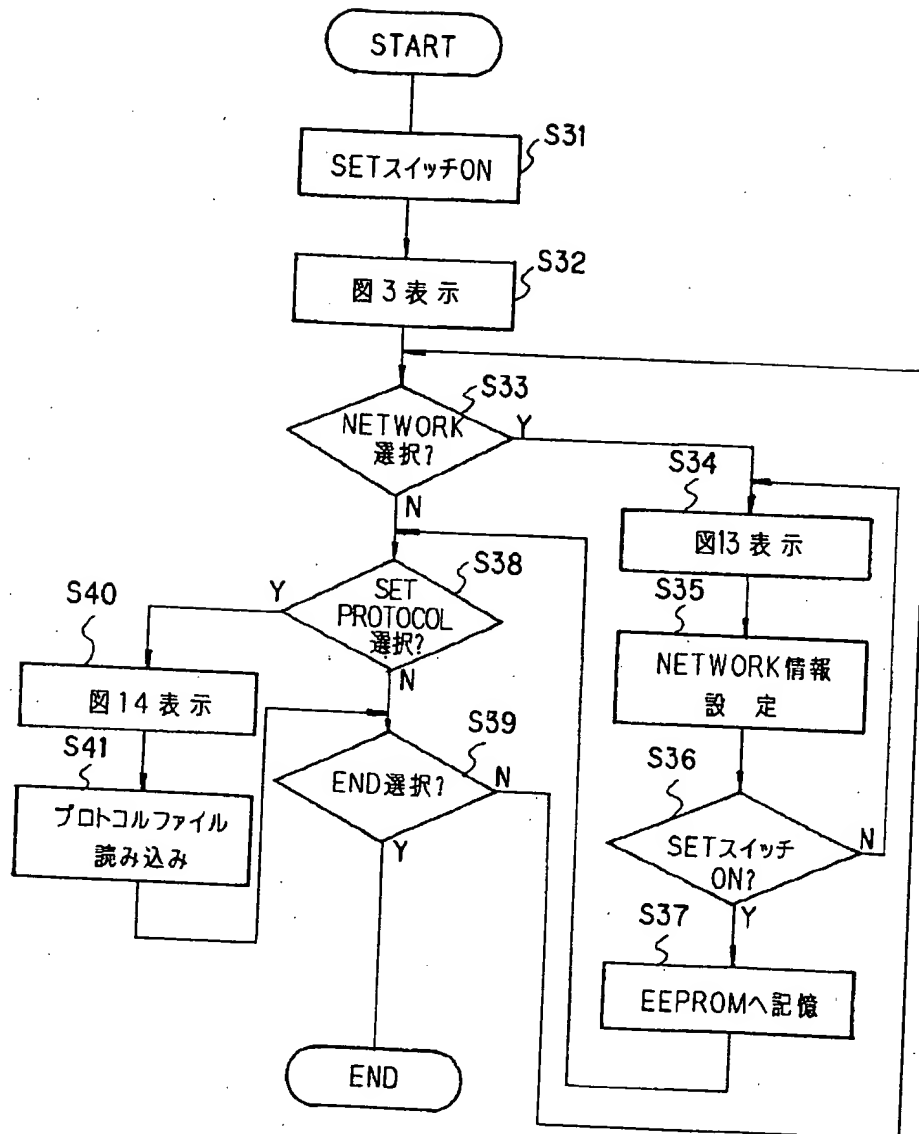 START
S31
SETスイッチON
S32
図3表示
S33
NETWORK
選択?
Y
N
S34
図13表示
S35
NETWORK情報
設定
S36
SETスイッチ
ON?
N
Y
S37
EEPROMへ記憶
S38
SET
PROTOCOL
選択?
Y
N
S40
図14表示
S41
プロトコルファイル
読み込み
S39
END選択?
N
Y
END